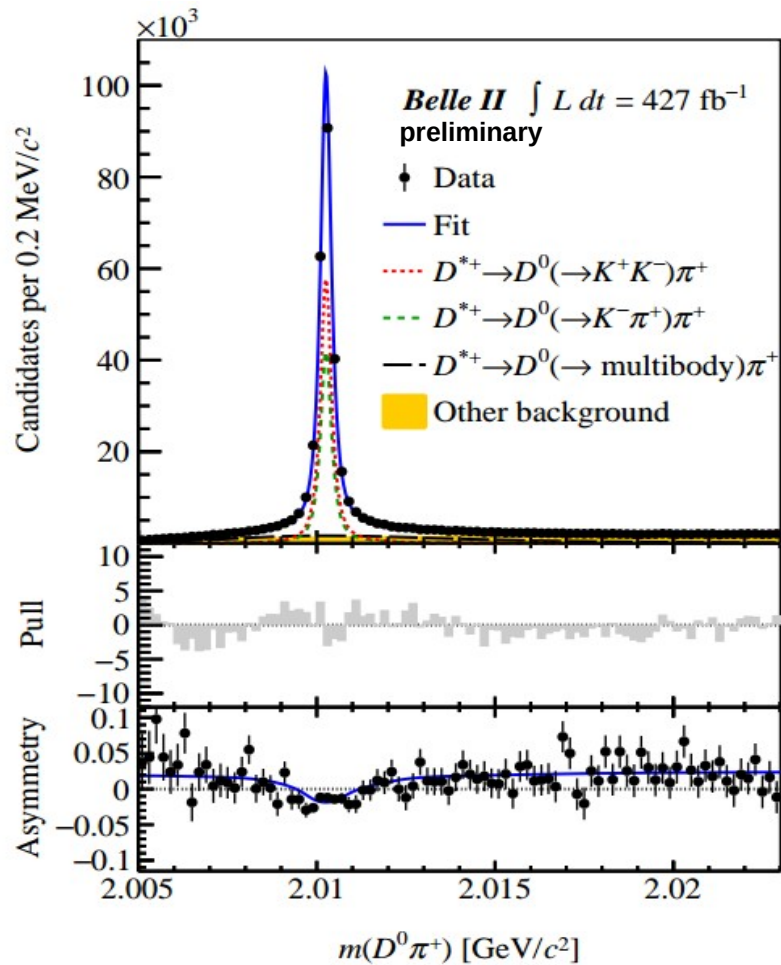 ×10³
Candidates per 0.2 MeV/c²
100
80
60
40
20
Belle II ∫ L dt = 427 fb⁻¹
preliminary
Data
Fit
D*⁺→D⁰(→K⁺K⁻)π⁺
D*⁺→D⁰(→K⁻π⁺)π⁺
D*⁺→D⁰(→ multibody)π⁺
Other background
Pull
10
5
0
−5
−10
Asymmetry
0.1
0.05
0
−0.05
−0.1
2.005 2.01 2.015 2.02
m(D⁰π⁺) [GeV/c²]